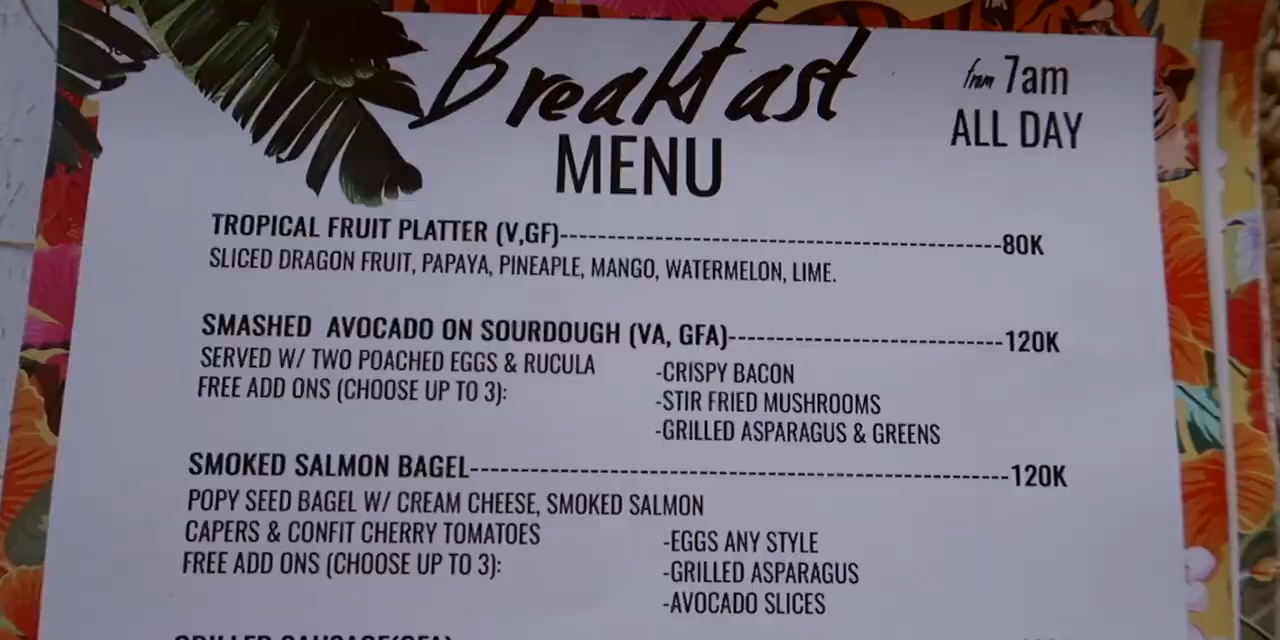 Breakfast
from 7am
MENU
ALL DAY
TROPICAL FRUIT PLATTER (V,GF)--------------------------------------------80K
SLICED DRAGON FRUIT, PAPAYA, PINEAPLE, MANGO, WATERMELON, LIME.
SMASHED AVOCADO ON SOURDOUGH (VA, GFA)---------------------------120K
SERVED W/ TWO POACHED EGGS & RUCULA
FREE ADD ONS (CHOOSE UP TO 3):
-CRISPY BACON
-STIR FRIED MUSHROOMS
-GRILLED ASPARAGUS & GREENS
SMOKED SALMON BAGEL------------------------------------------------------120K
POPY SEED BAGEL W/ CREAM CHEESE, SMOKED SALMON
CAPERS & CONFIT CHERRY TOMATOES
FREE ADD ONS (CHOOSE UP TO 3):
-EGGS ANY STYLE
-GRILLED ASPARAGUS
-AVOCADO SLICES
GRILLED SAUSAGE(GFA)